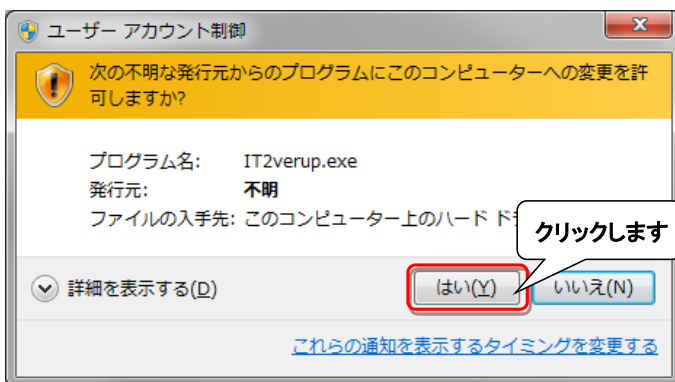 ユーザー アカウント制御
次の不明な発行元からのプログラムにこのコンピューターへの変更を許
可しますか?
プログラム名: IT2verup.exe
発行元: 不明
ファイルの入手先: このコンピューター上のハード ド
クリックします
詳細を表示する(D)
はい(Y)
いいえ(N)
これらの通知を表示するタイミングを変更する